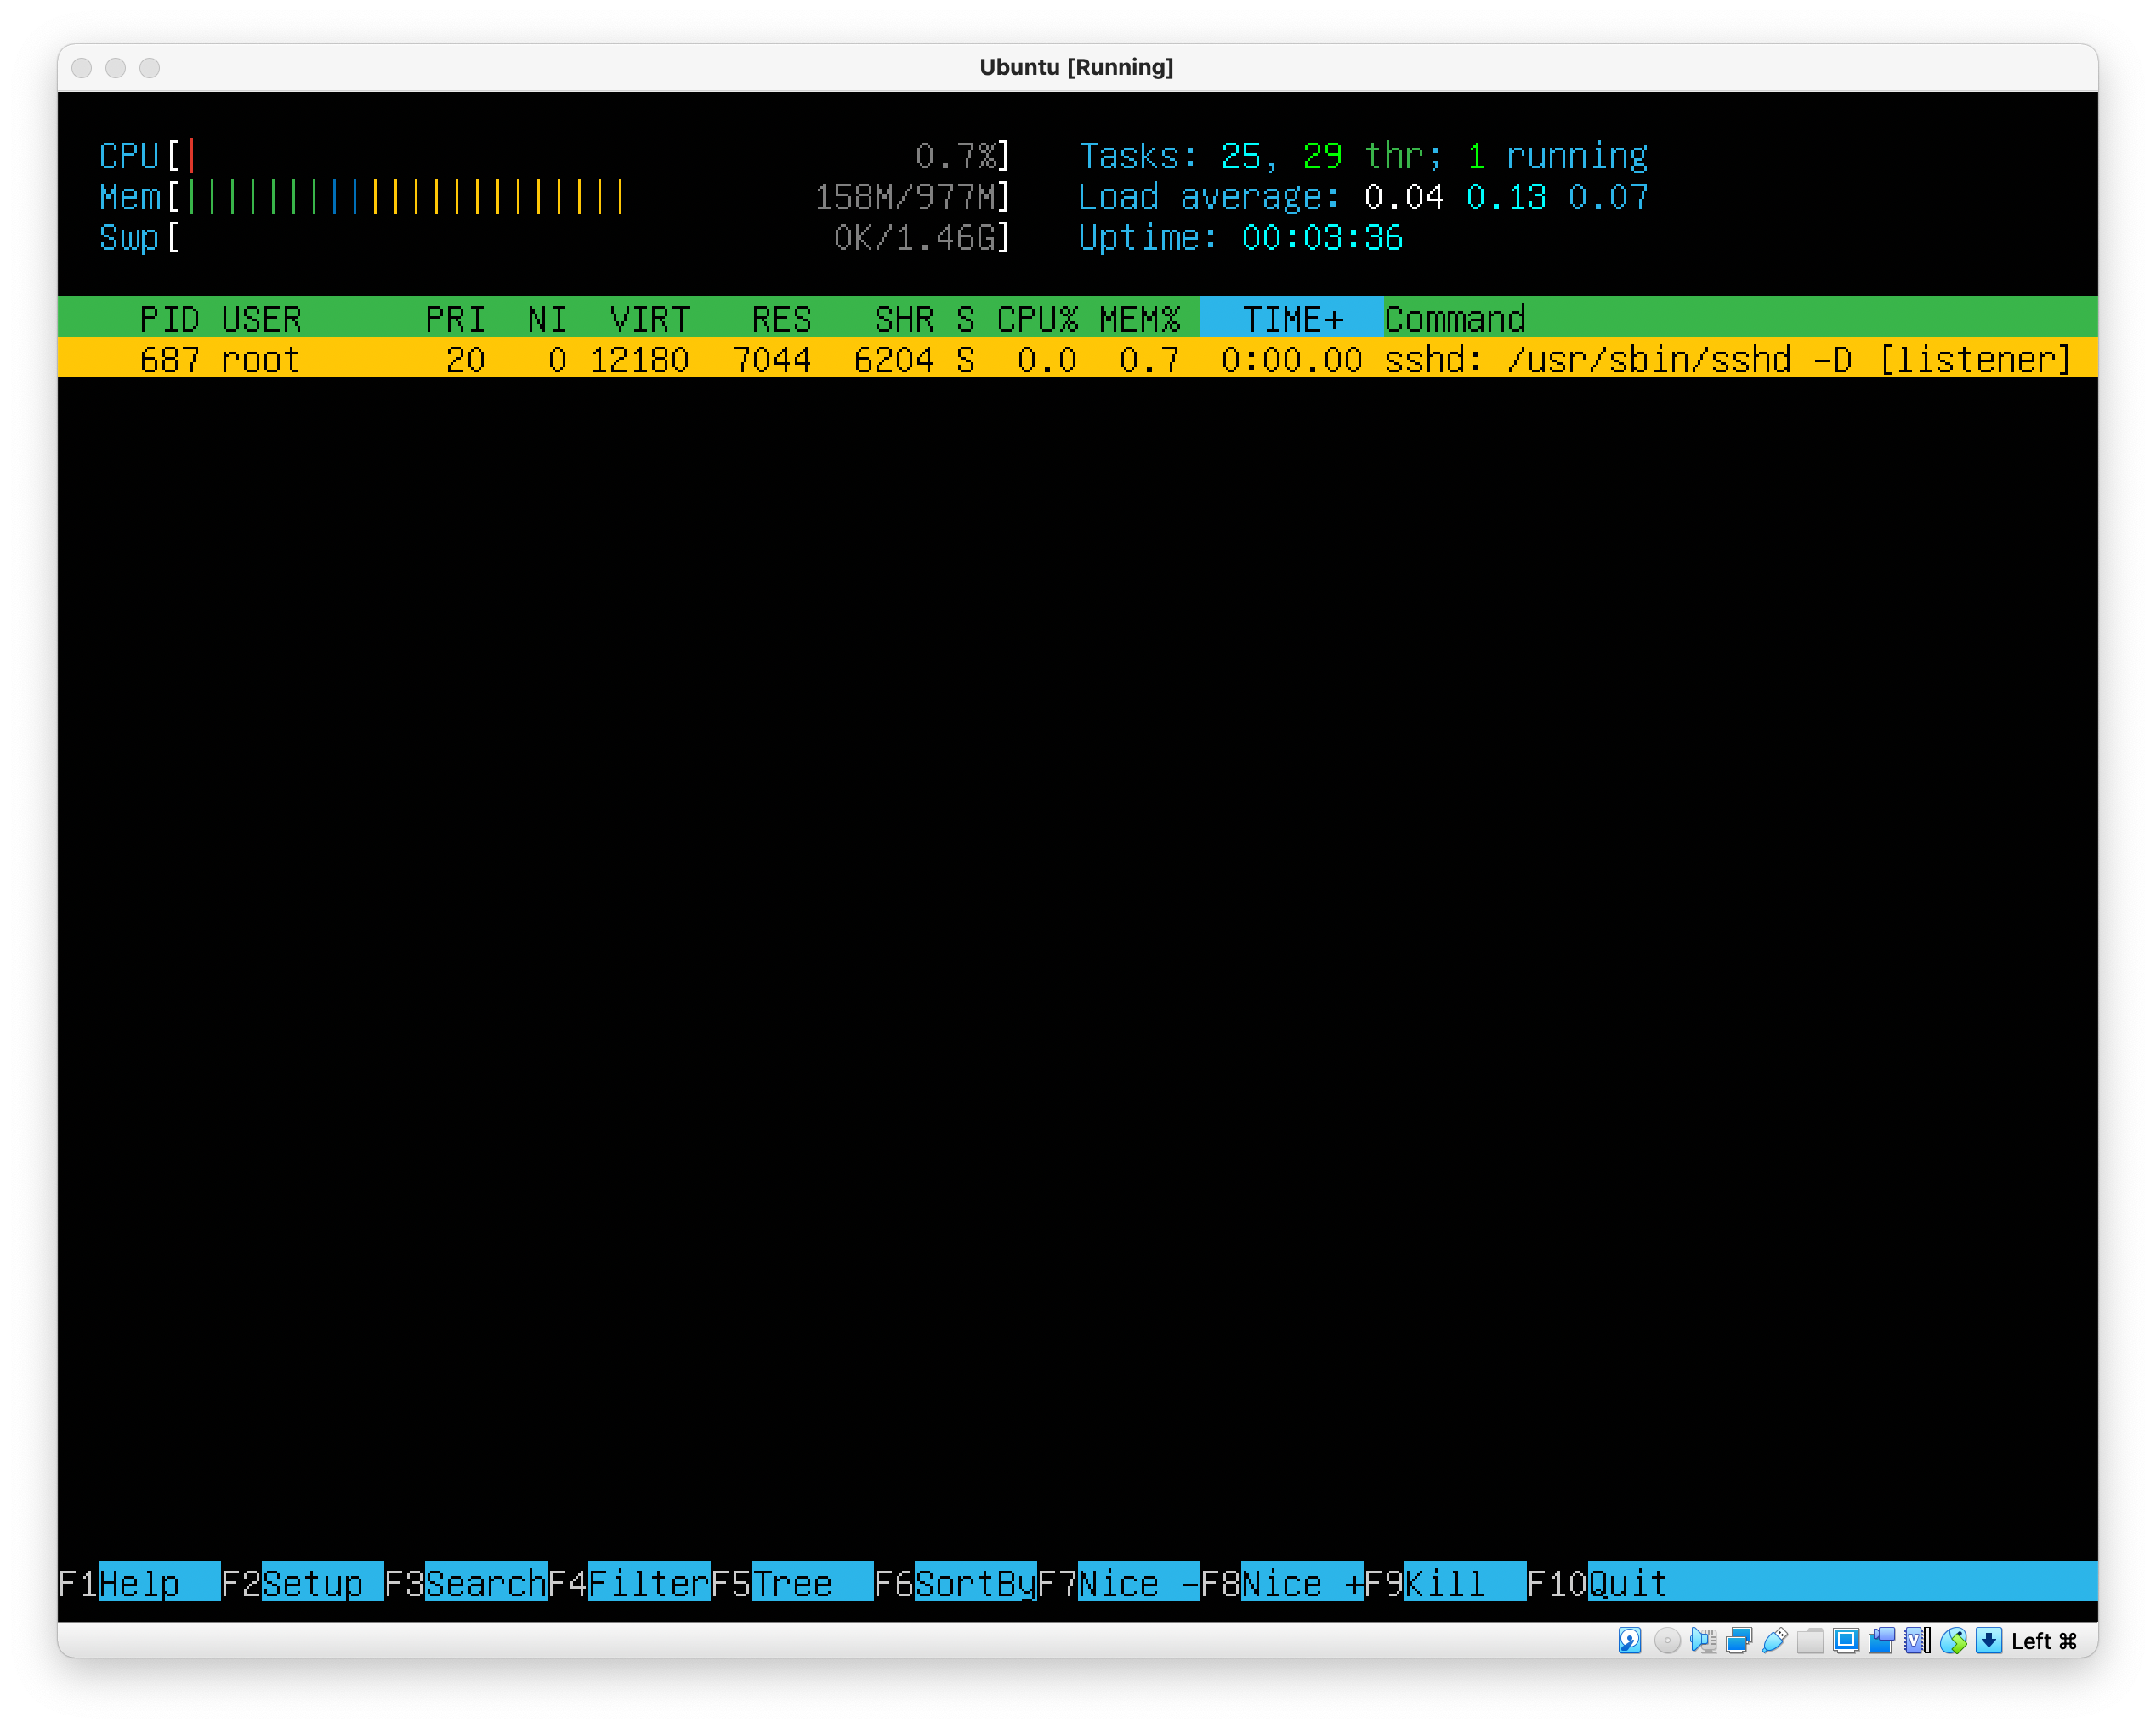 Ubuntu [Running]
CPU[| 0.7%] Tasks: 25, 29 thr; 1 running
Mem[|||||||||||||||||||||| 158M/977M] Load average: 0.04 0.13 0.07
Swp[ 0K/1.46G] Uptime: 00:03:36
PID USER PRI NI VIRT RES SHR S CPU% MEM% TIME+ Command
687 root 20 0 12180 7044 6204 S 0.0 0.7 0:00.00 sshd: /usr/sbin/sshd -D [listener]
F1Help F2Setup F3SearchF4FilterF5Tree F6SortByF7Nice -F8Nice +F9Kill F10Quit
Left ⌘